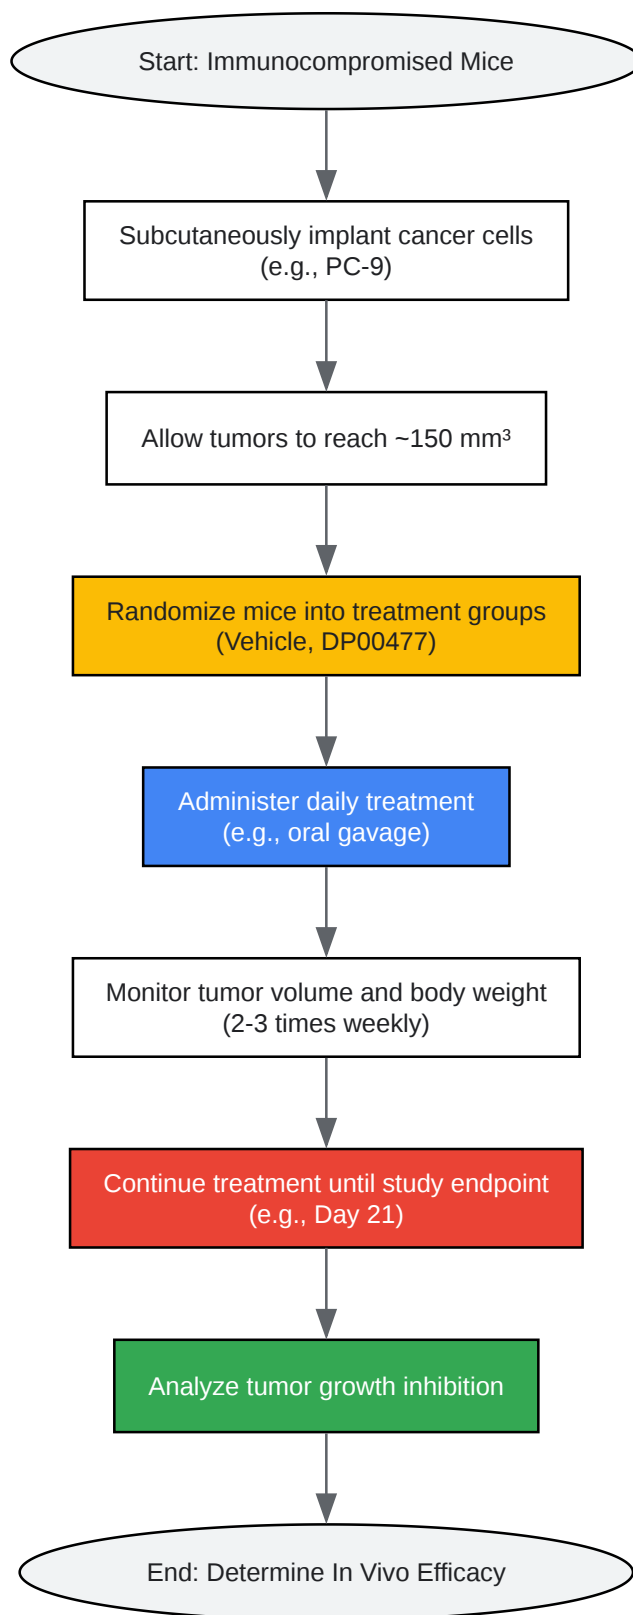 Start: Immunocompromised Mice
Subcutaneously implant cancer cells
(e.g., PC-9)
Allow tumors to reach ~150 mm³
Randomize mice into treatment groups
(Vehicle, DP00477)
Administer daily treatment
(e.g., oral gavage)
Monitor tumor volume and body weight
(2-3 times weekly)
Continue treatment until study endpoint
(e.g., Day 21)
Analyze tumor growth inhibition
End: Determine In Vivo Efficacy